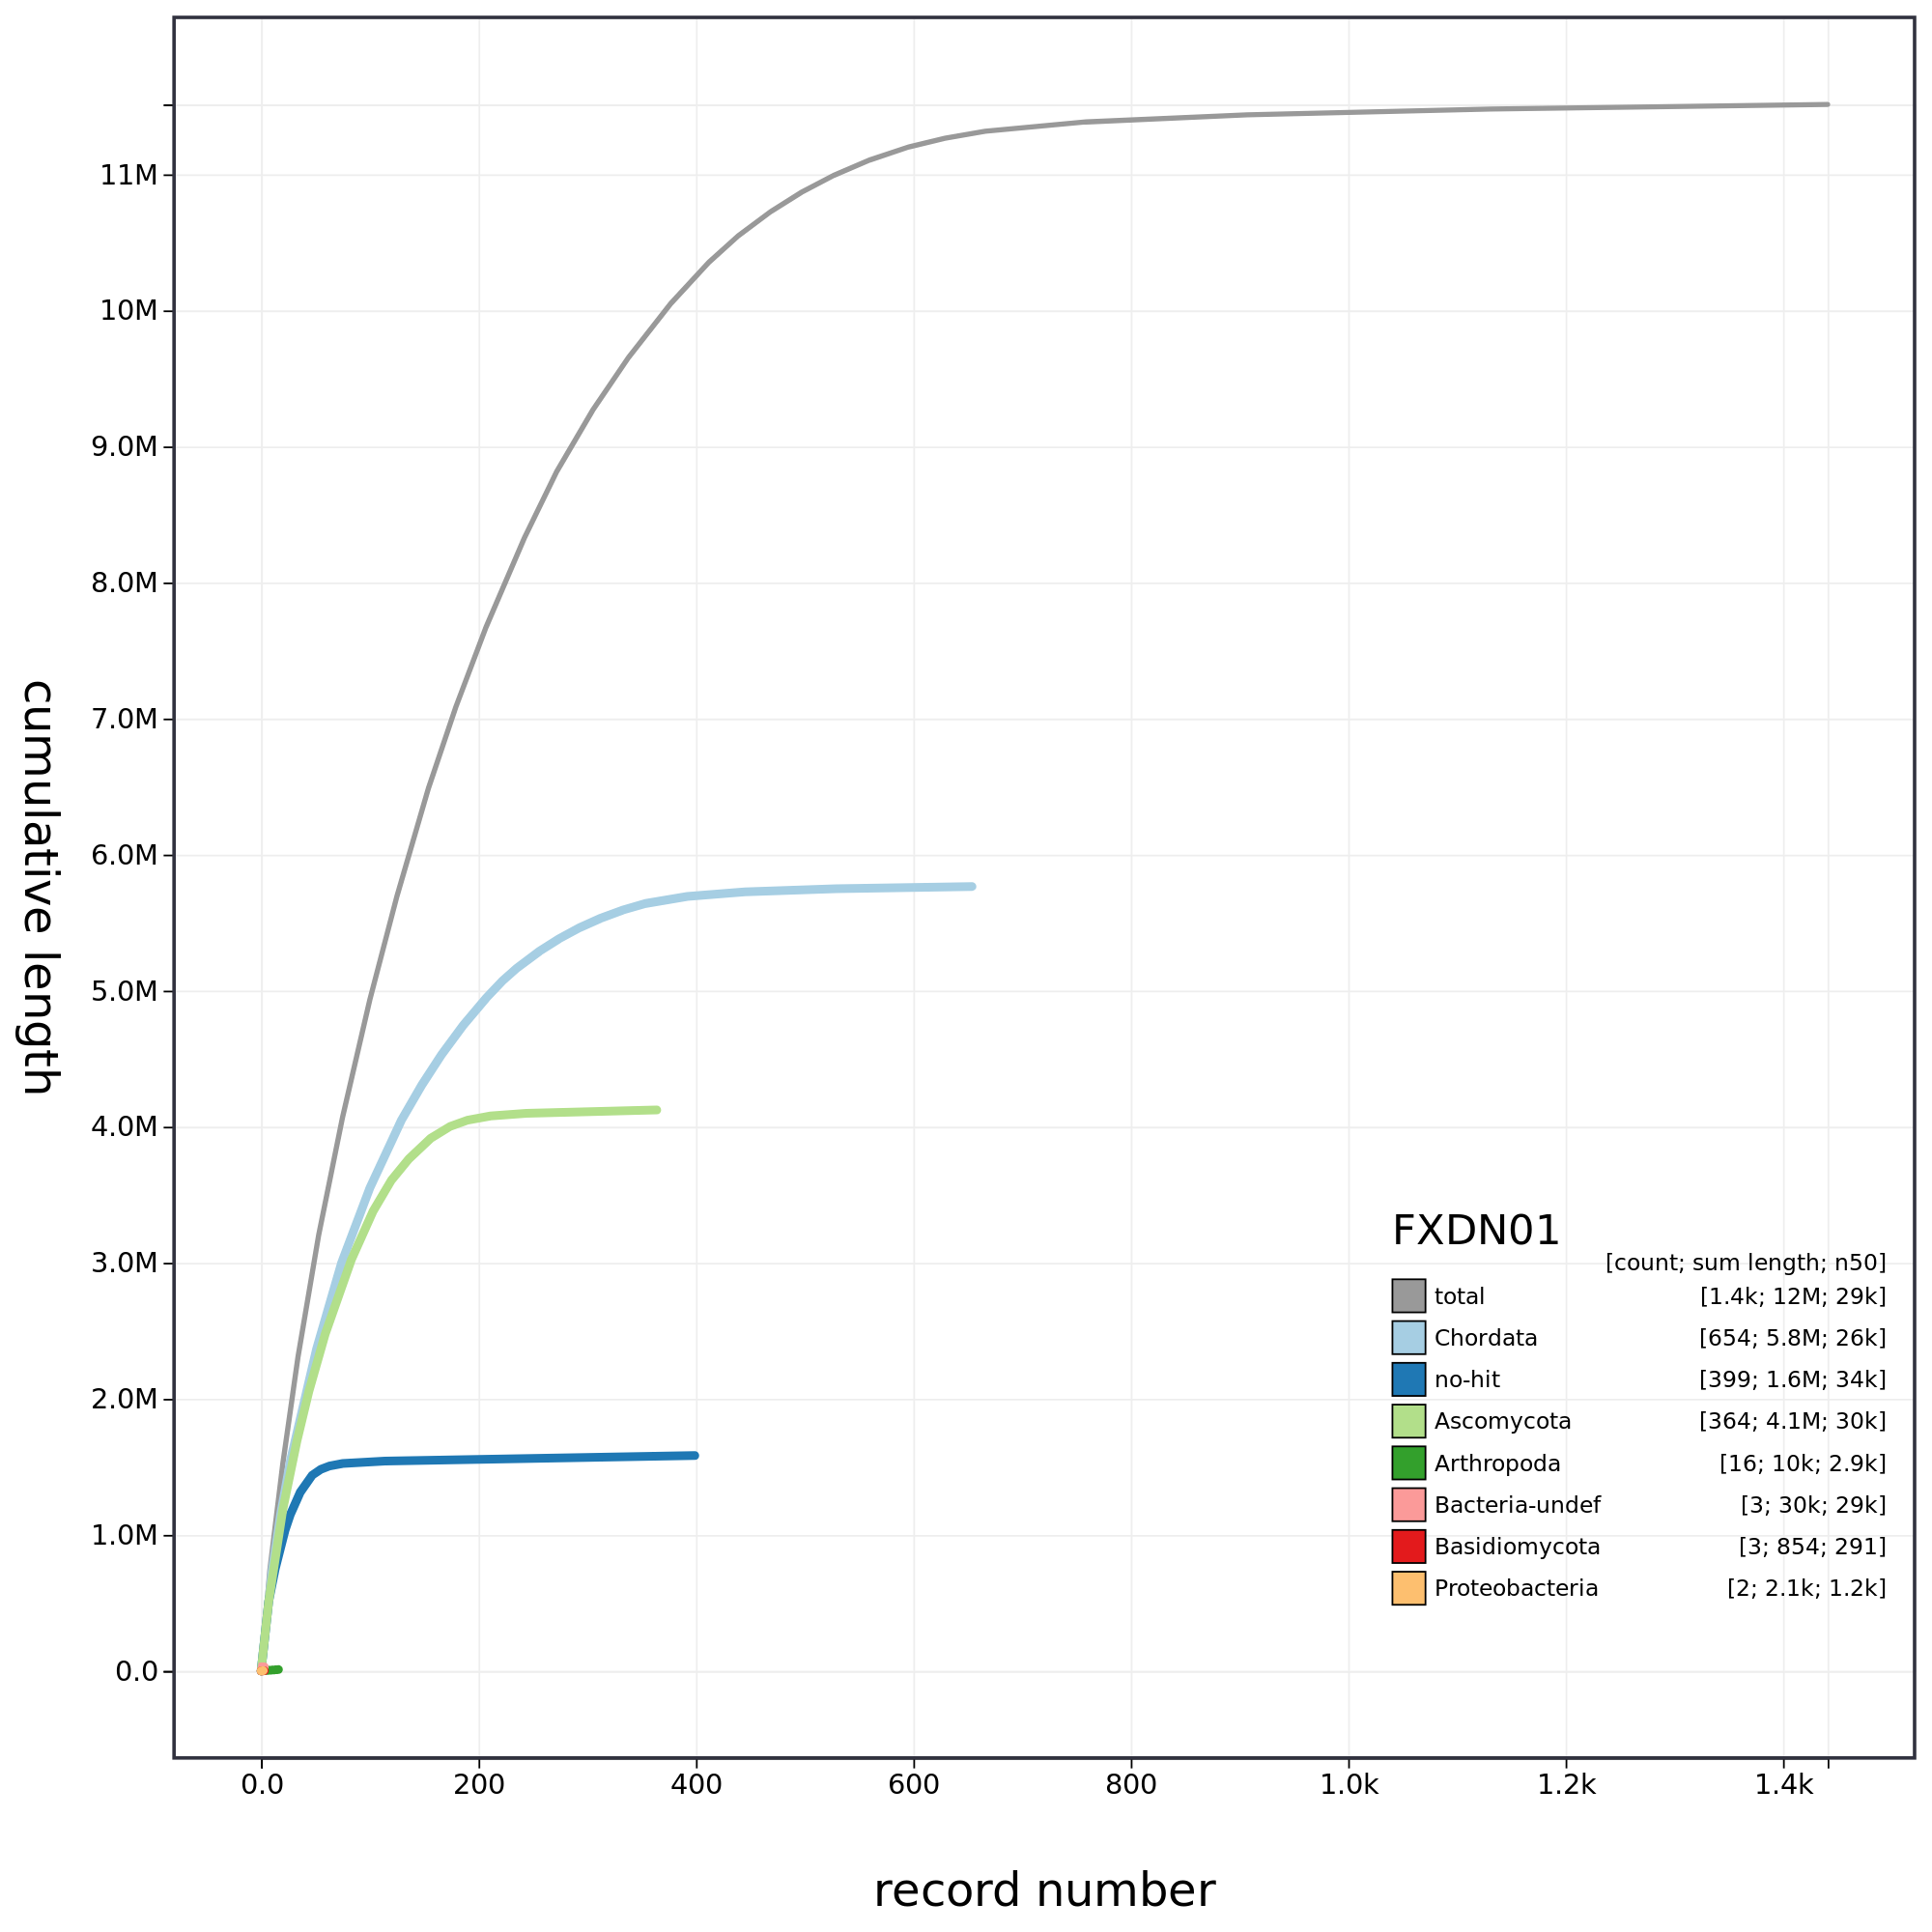 11M
10M
9.0M
8.0M
7.0M
6.0M
5.0M
4.0M
3.0M
2.0M
1.0M
0.0
cumulative length
FXDN01
[count; sum length; n50]
total [1.4k; 12M; 29k]
Chordata [654; 5.8M; 26k]
no-hit [399; 1.6M; 34k]
Ascomycota [364; 4.1M; 30k]
Arthropoda [16; 10k; 2.9k]
Bacteria-undef [3; 30k; 29k]
Basidiomycota [3; 854; 291]
Proteobacteria [2; 2.1k; 1.2k]
0.0 200 400 600 800 1.0k 1.2k 1.4k
record number